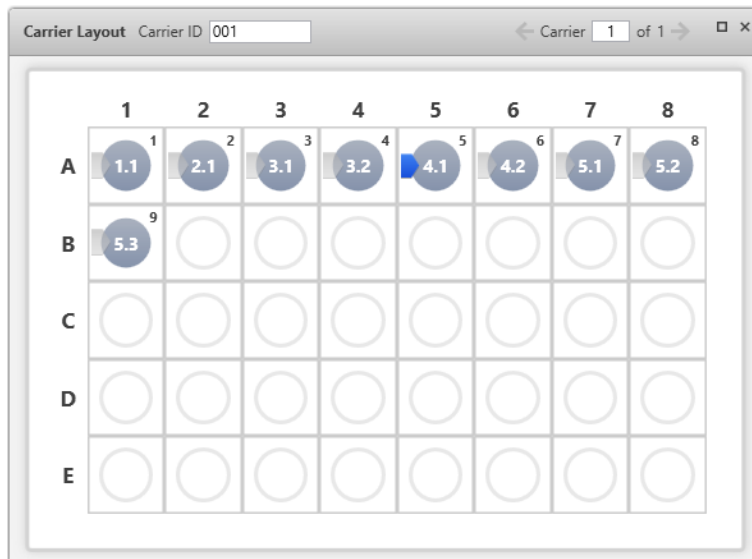 Carrier Layout Carrier ID 001 Carrier 1 of 1
1 2 3 4 5 6 7 8
1 2 3 4 5 6 7 8
A 1.1 2.1 3.1 3.2 4.1 4.2 5.1 5.2
9
B 5.3
C
D
E